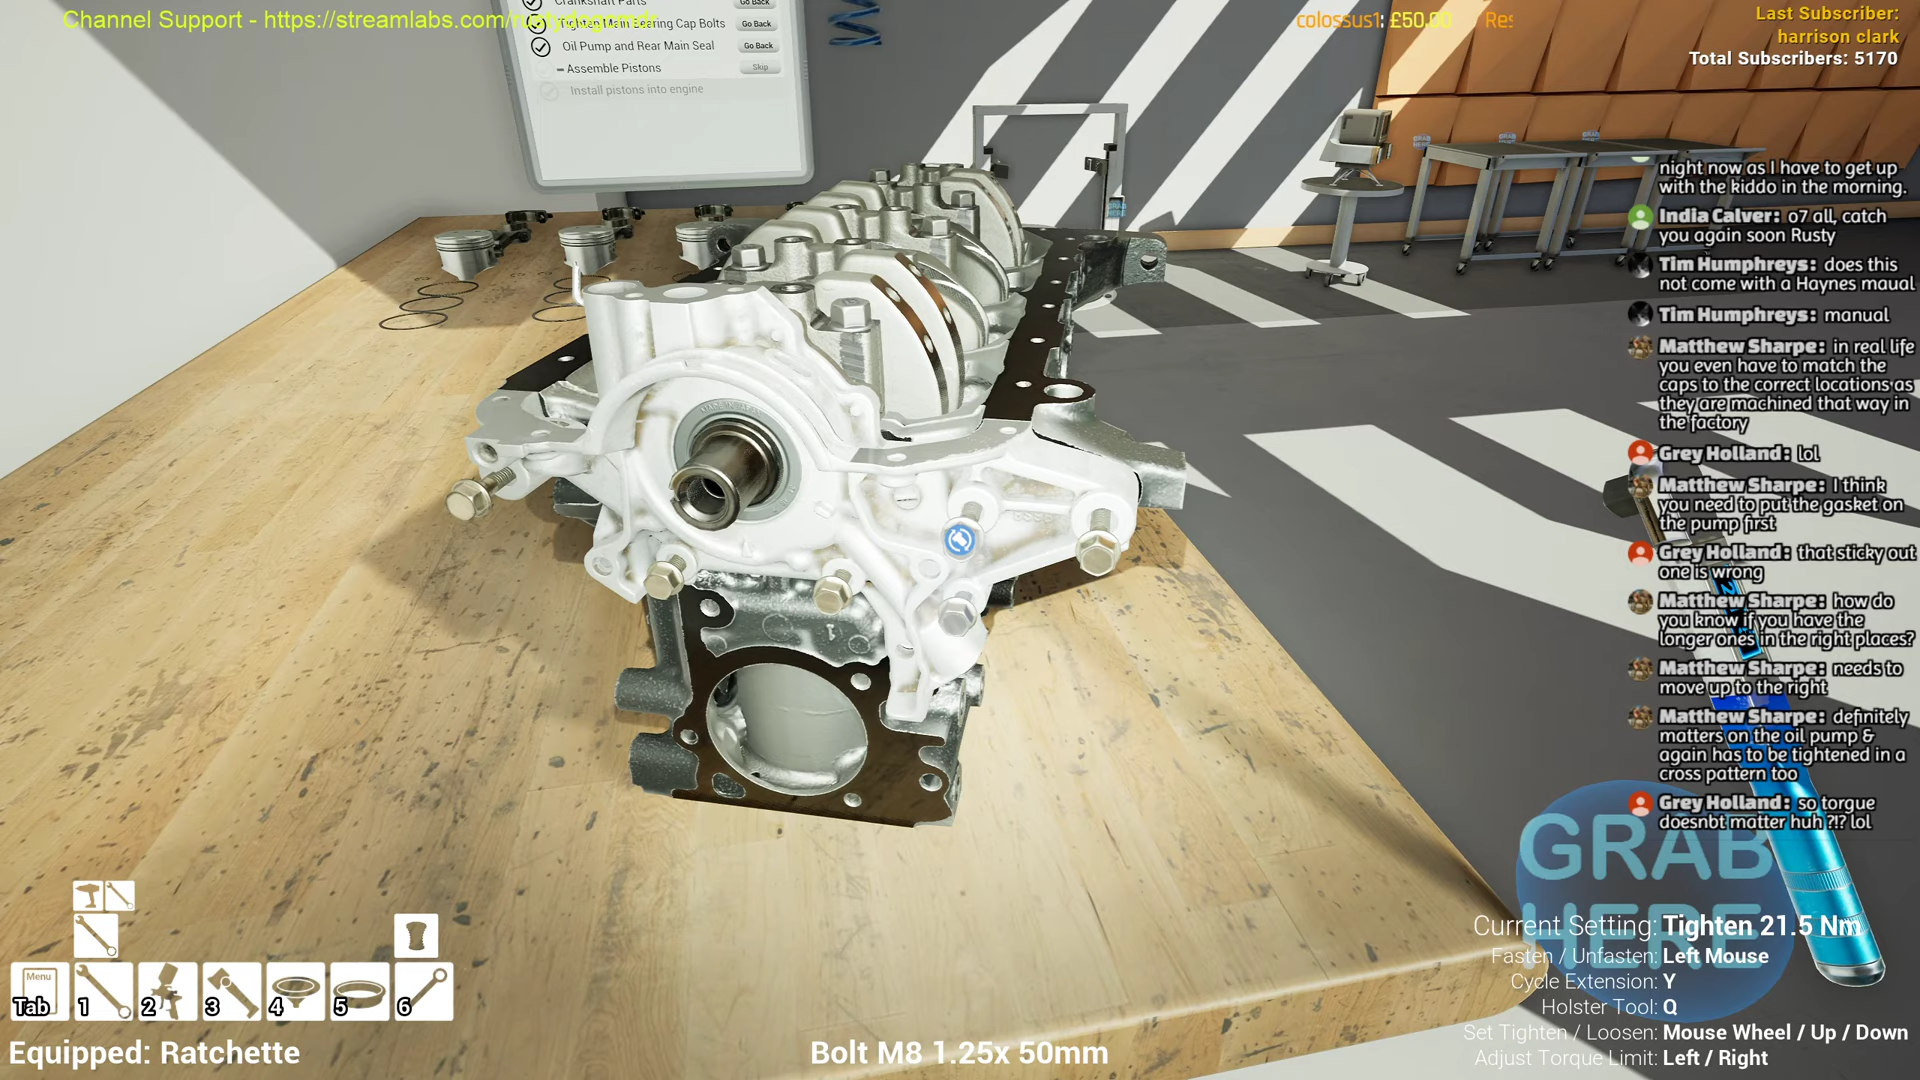 Channel Support - https://streamlabs.com/
colossus1: £50.00 Res
Last Subscriber:
harrison clark
Total Subscribers: 5170
Crankshaft Parts
Go Back
Tighten Main Bearing Cap Bolts
Go Back
Oil Pump and Rear Main Seal
Go Back
Assemble Pistons
Skip
Install pistons into engine
night now as I have to get up
with the kiddo in the morning.
India Calver: o7 all, catch
you again soon Rusty
Tim Humphreys: does this
not come with a Haynes maual
Tim Humphreys: manual
Matthew Sharpe: in real life
you even have to match the
caps to the correct locations as
they are machined that way in
the factory
Grey Holland: lol
Matthew Sharpe: I think
you need to put the gasket on
the pump first
Grey Holland: that sticky out
one is wrong
Matthew Sharpe: how do
you know if you have the
longer ones in the right places?
Matthew Sharpe: needs to
move up to the right
Matthew Sharpe: definitely
matters on the oil pump &
again has to be tightened in a
cross pattern too
Grey Holland: so torgue
doesnbt matter huh ?!? lol
GRAB
HERE
Current Setting: Tighten 21.5 Nm
Fasten / Unfasten: Left Mouse
Cycle Extension: Y
Holster Tool: Q
Set Tighten / Loosen: Mouse Wheel / Up / Down
Adjust Torque Limit: Left / Right
Menu
Tab
1
2
3
4
5
6
Equipped: Ratchette
Bolt M8 1.25x 50mm